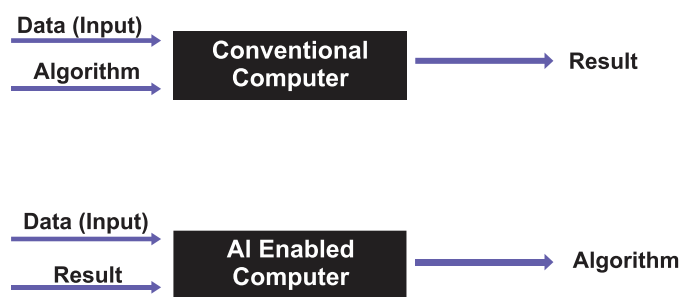 Data (Input)
Algorithm
Conventional
Computer
Result
Data (Input)
Result
AI Enabled
Computer
Algorithm